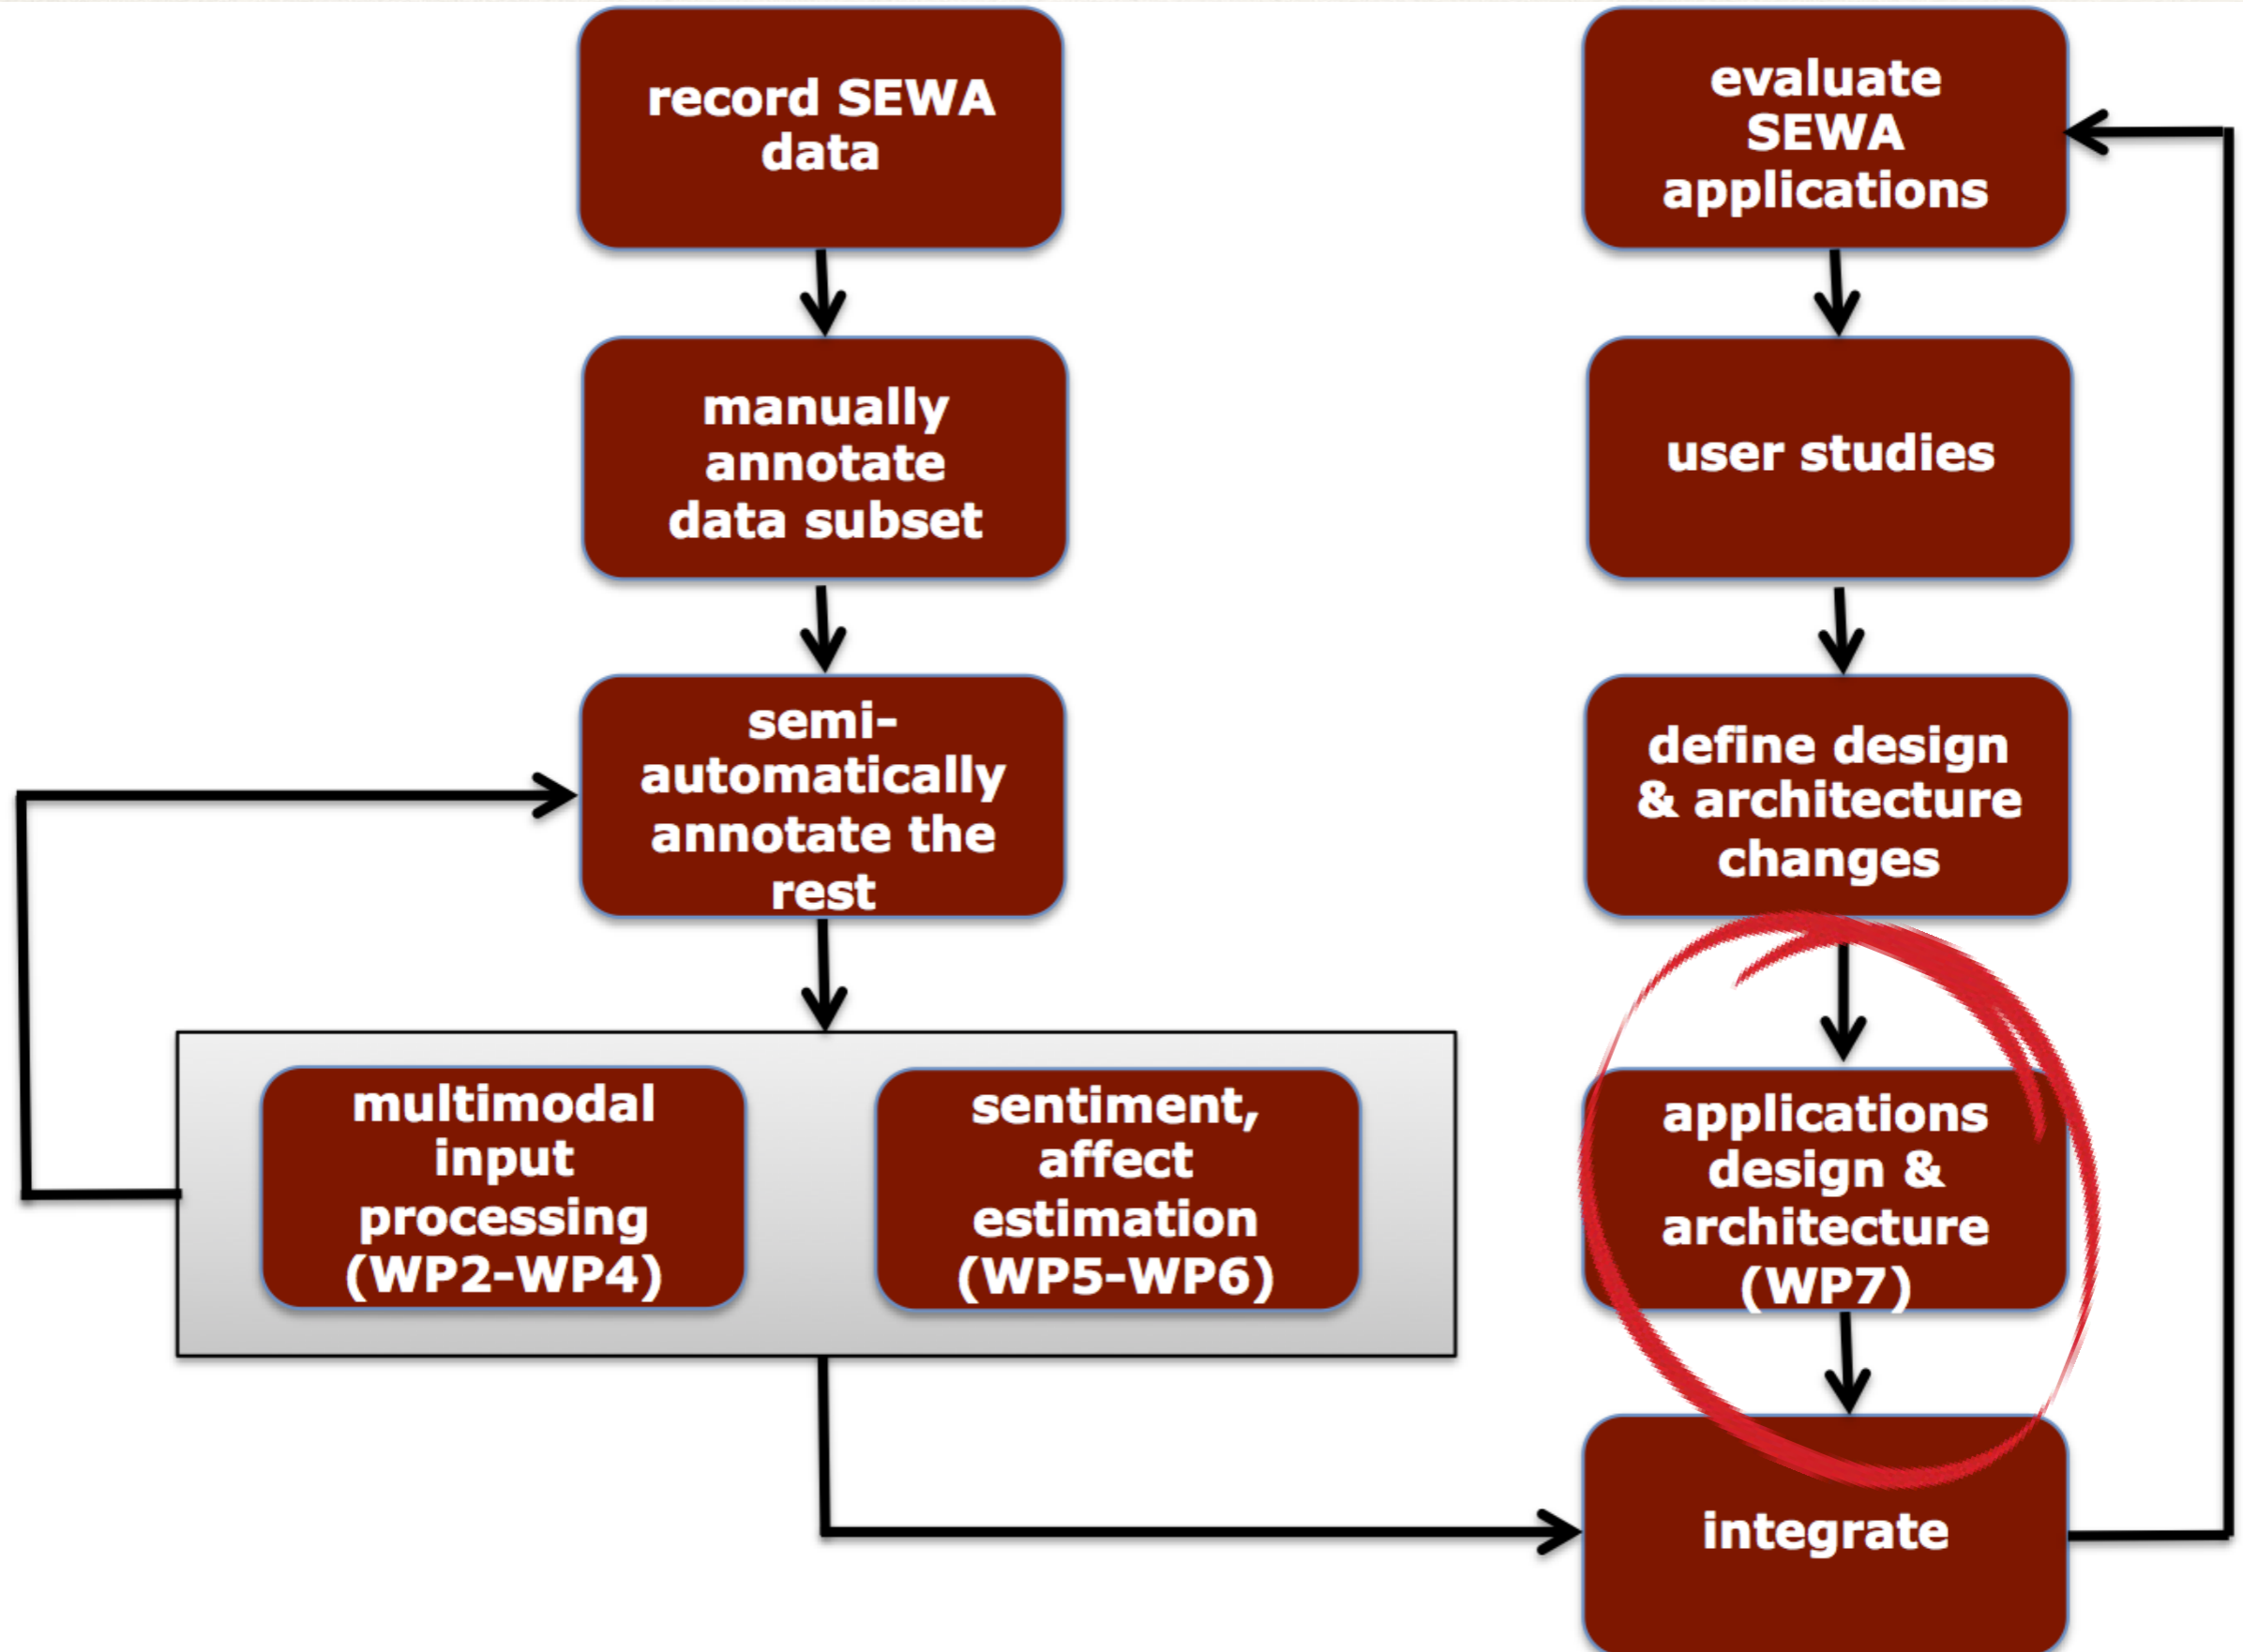 record SEWA
data
manually
annotate
data subset
semi-
automatically
annotate the
rest
multimodal
input
processing
(WP2-WP4)
sentiment,
affect
estimation
(WP5-WP6)
evaluate
SEWA
applications
user studies
define design
& architecture
changes
applications
design &
architecture
(WP7)
integrate